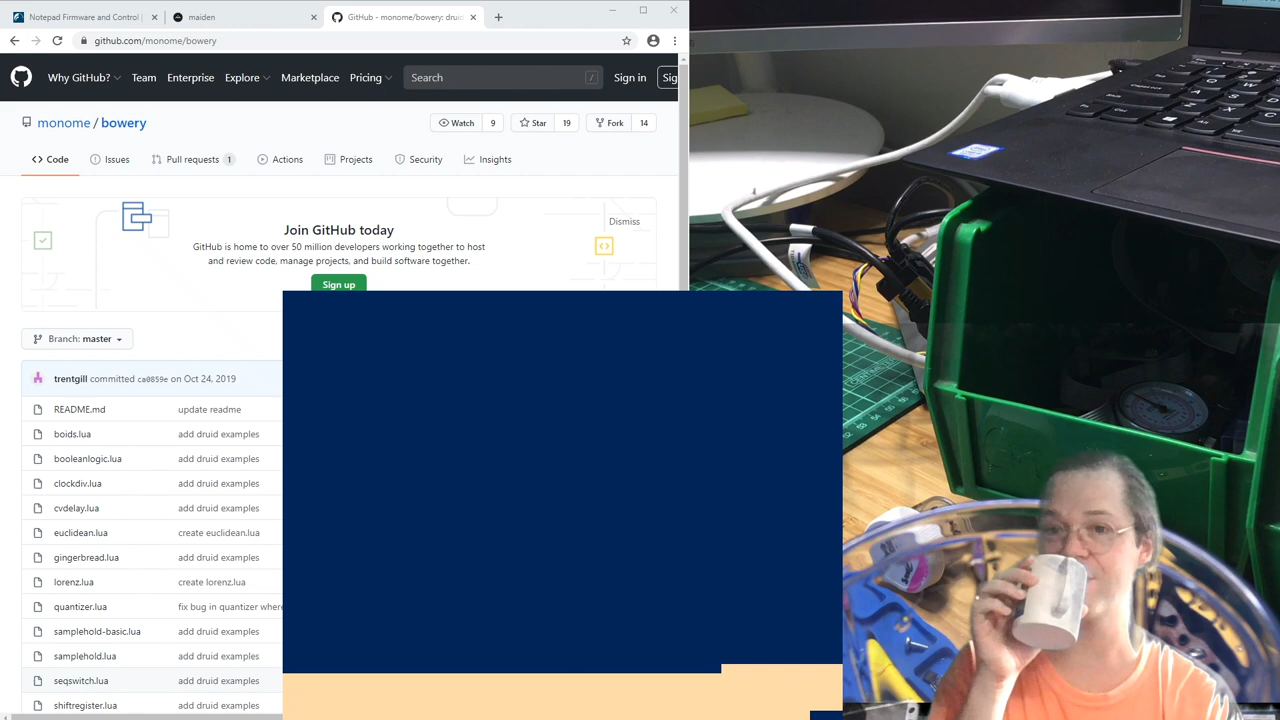 Notepad Firmware and Control |
maiden
GitHub - monome/bowery: druid
github.com/monome/bowery
Why GitHub? Team Enterprise Explore Marketplace Pricing Search / Sign in Sig
monome / bowery
Watch 9 Star 19 Fork 14
Code Issues Pull requests 1 Actions Projects Security Insights
Join GitHub today
Dismiss
GitHub is home to over 50 million developers working together to host
and review code, manage projects, and build software together.
Sign up
Branch: master
trentgill committed ca0859e on Oct 24, 2019
README.md update readme
boids.lua add druid examples
booleanlogic.lua add druid examples
clockdiv.lua add druid examples
cvdelay.lua add druid examples
euclidean.lua create euclidean.lua
gingerbread.lua add druid examples
lorenz.lua create lorenz.lua
quantizer.lua fix bug in quantizer where
samplehold-basic.lua add druid examples
samplehold.lua add druid examples
seqswitch.lua add druid examples
shiftregister.lua add druid examples